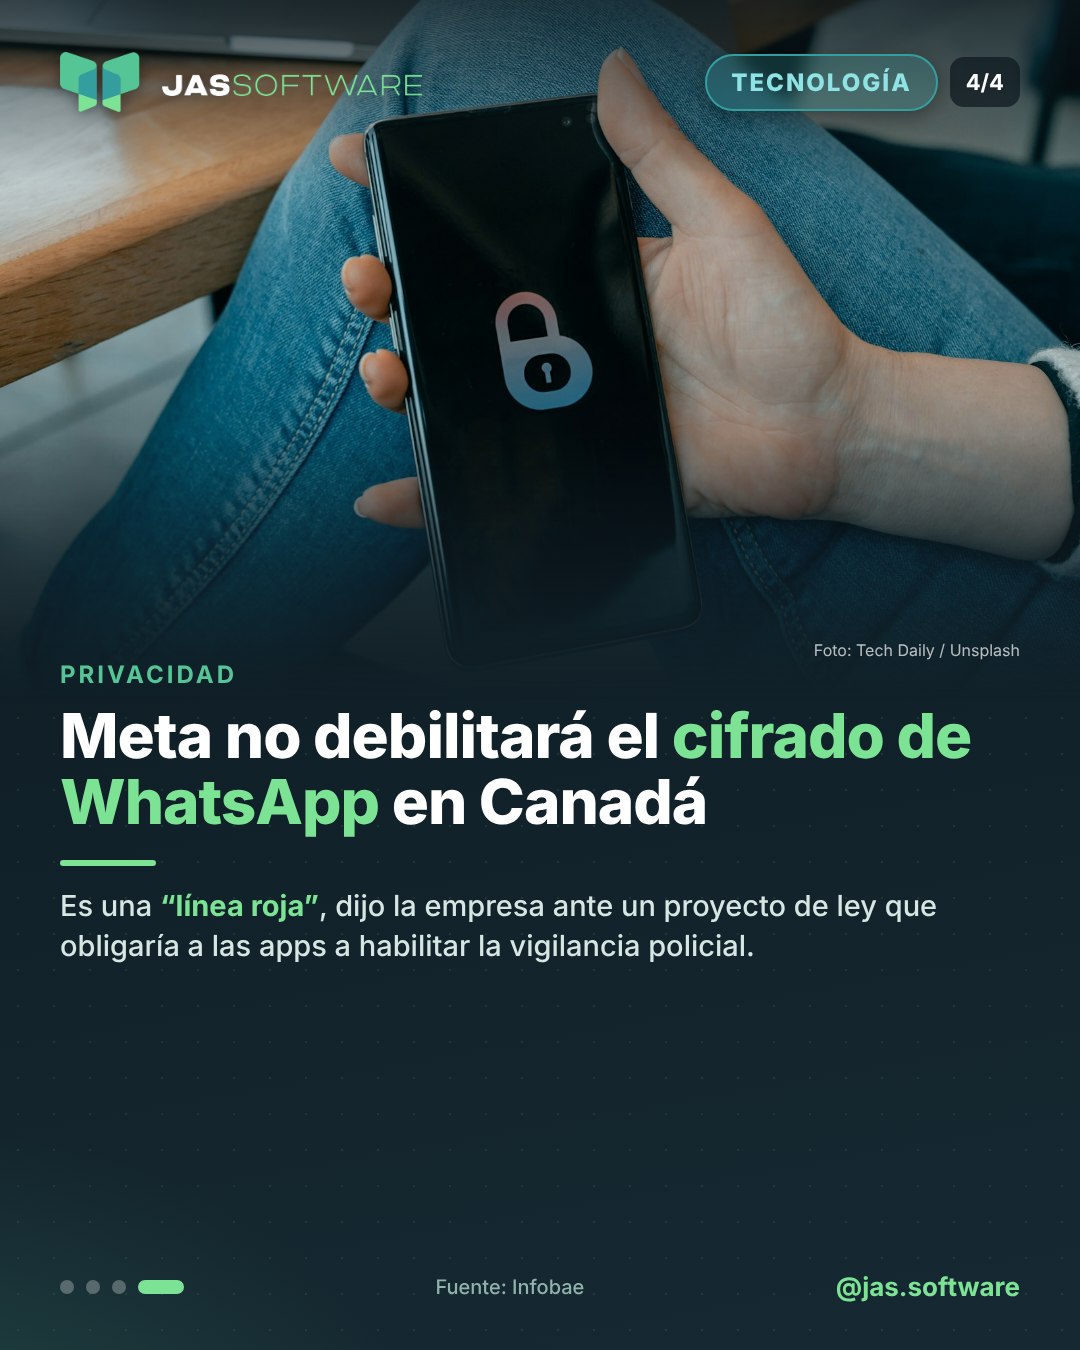 JASSOFTWARE
TECNOLOGÍA
4/4
Foto: Tech Daily / Unsplash
PRIVACIDAD
Meta no debilitará el cifrado de
WhatsApp en Canadá
Es una “línea roja”, dijo la empresa ante un proyecto de ley que
obligaría a las apps a habilitar la vigilancia policial.
Fuente: Infobae
@jas.software